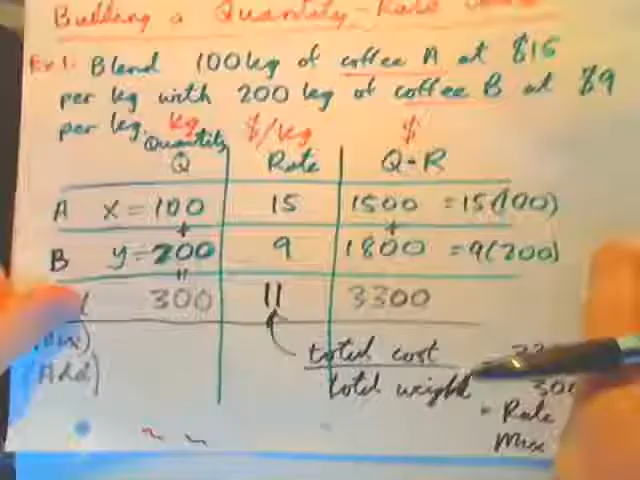 Building a Quantity-Rate
Ex 1: Blend 100kg of coffee A at $15
per kg with 200 kg of coffee B at $9
per kg.
kg $/kg $
Quantity Rate Q·R
Q
A x = 100 15 1500 = 15(100)
+ +
B y = 200 9 1800 = 9(200)
=
300 11 3300
total cost
total weight
(Add)
= Rate
Mix